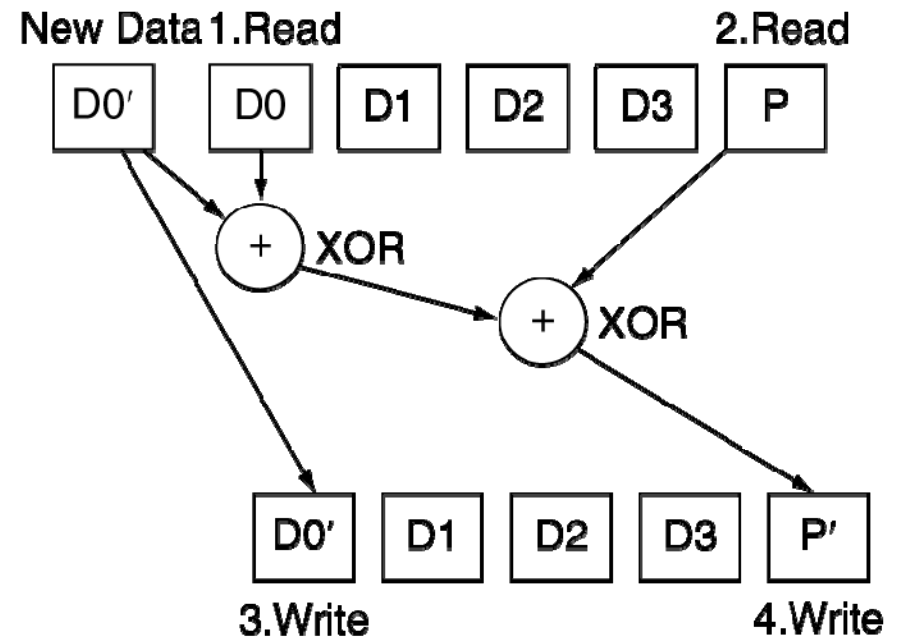 New Data 1.Read 2.Read
D0′ D0 D1 D2 D3 P
+ XOR
+ XOR
D0′ D1 D2 D3 P′
3.Write 4.Write